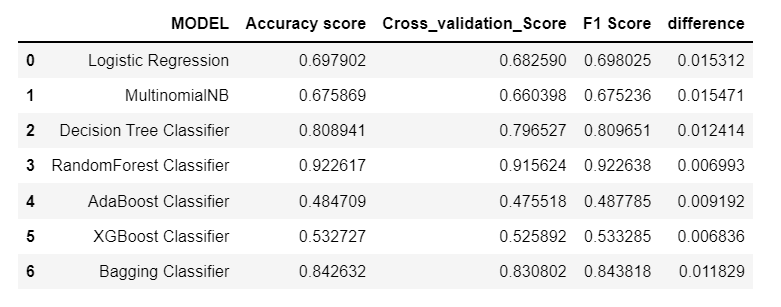 MODEL Accuracy score Cross_validation_Score F1 Score difference
0 Logistic Regression 0.697902 0.682590 0.698025 0.015312
1 MultinomialNB 0.675869 0.660398 0.675236 0.015471
2 Decision Tree Classifier 0.808941 0.796527 0.809651 0.012414
3 RandomForest Classifier 0.922617 0.915624 0.922638 0.006993
4 AdaBoost Classifier 0.484709 0.475518 0.487785 0.009192
5 XGBoost Classifier 0.532727 0.525892 0.533285 0.006836
6 Bagging Classifier 0.842632 0.830802 0.843818 0.011829